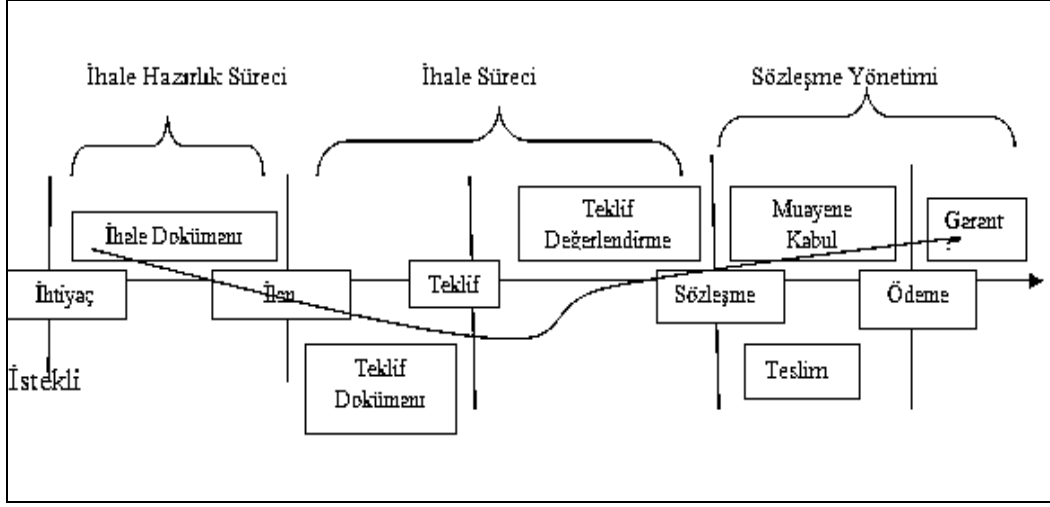 İhale Hazırlık Süreci
İhale Süreci
Sözleşme Yönetimi
İhale Dokümanı
Teklif
Değerlendirme
Muayene
Kabul
Garant
İhtiyaç
İlan
Teklif
Sözleşme
Ödeme
İstekli
Teklif
Dokümanı
Teslim